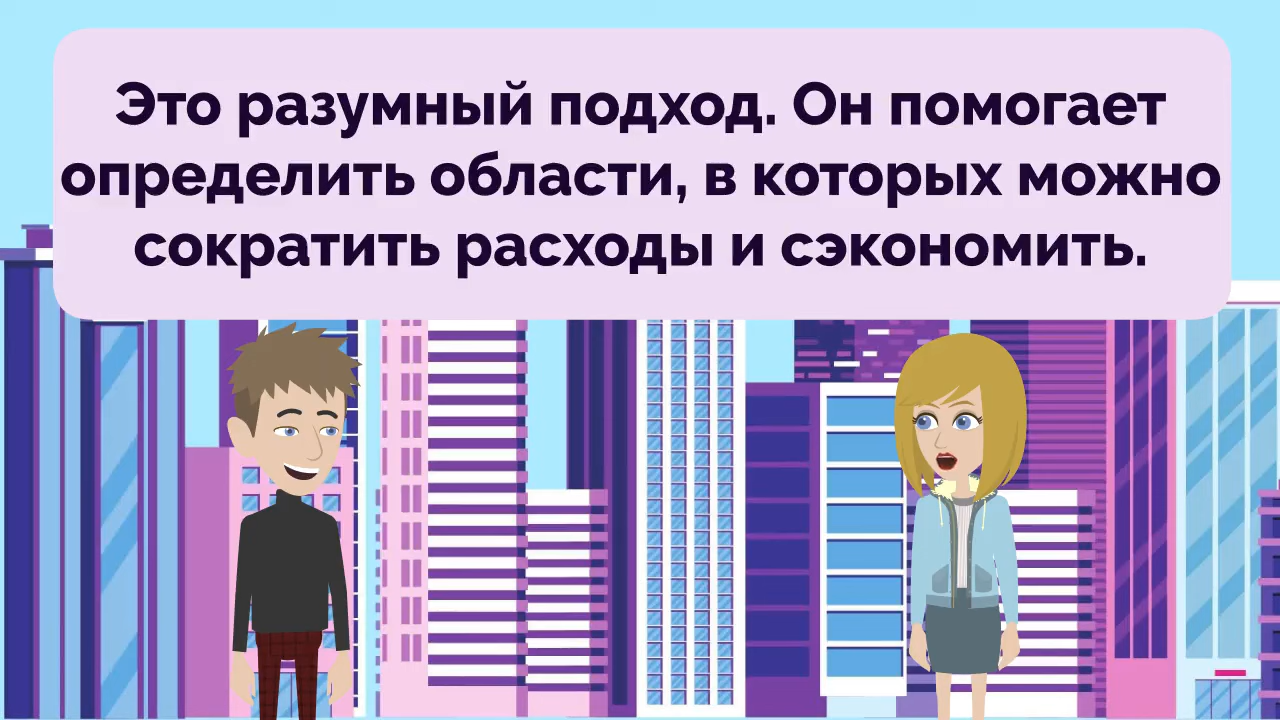 Это разумный подход. Он помогает
определить области, в которых можно
сократить расходы и сэкономить.